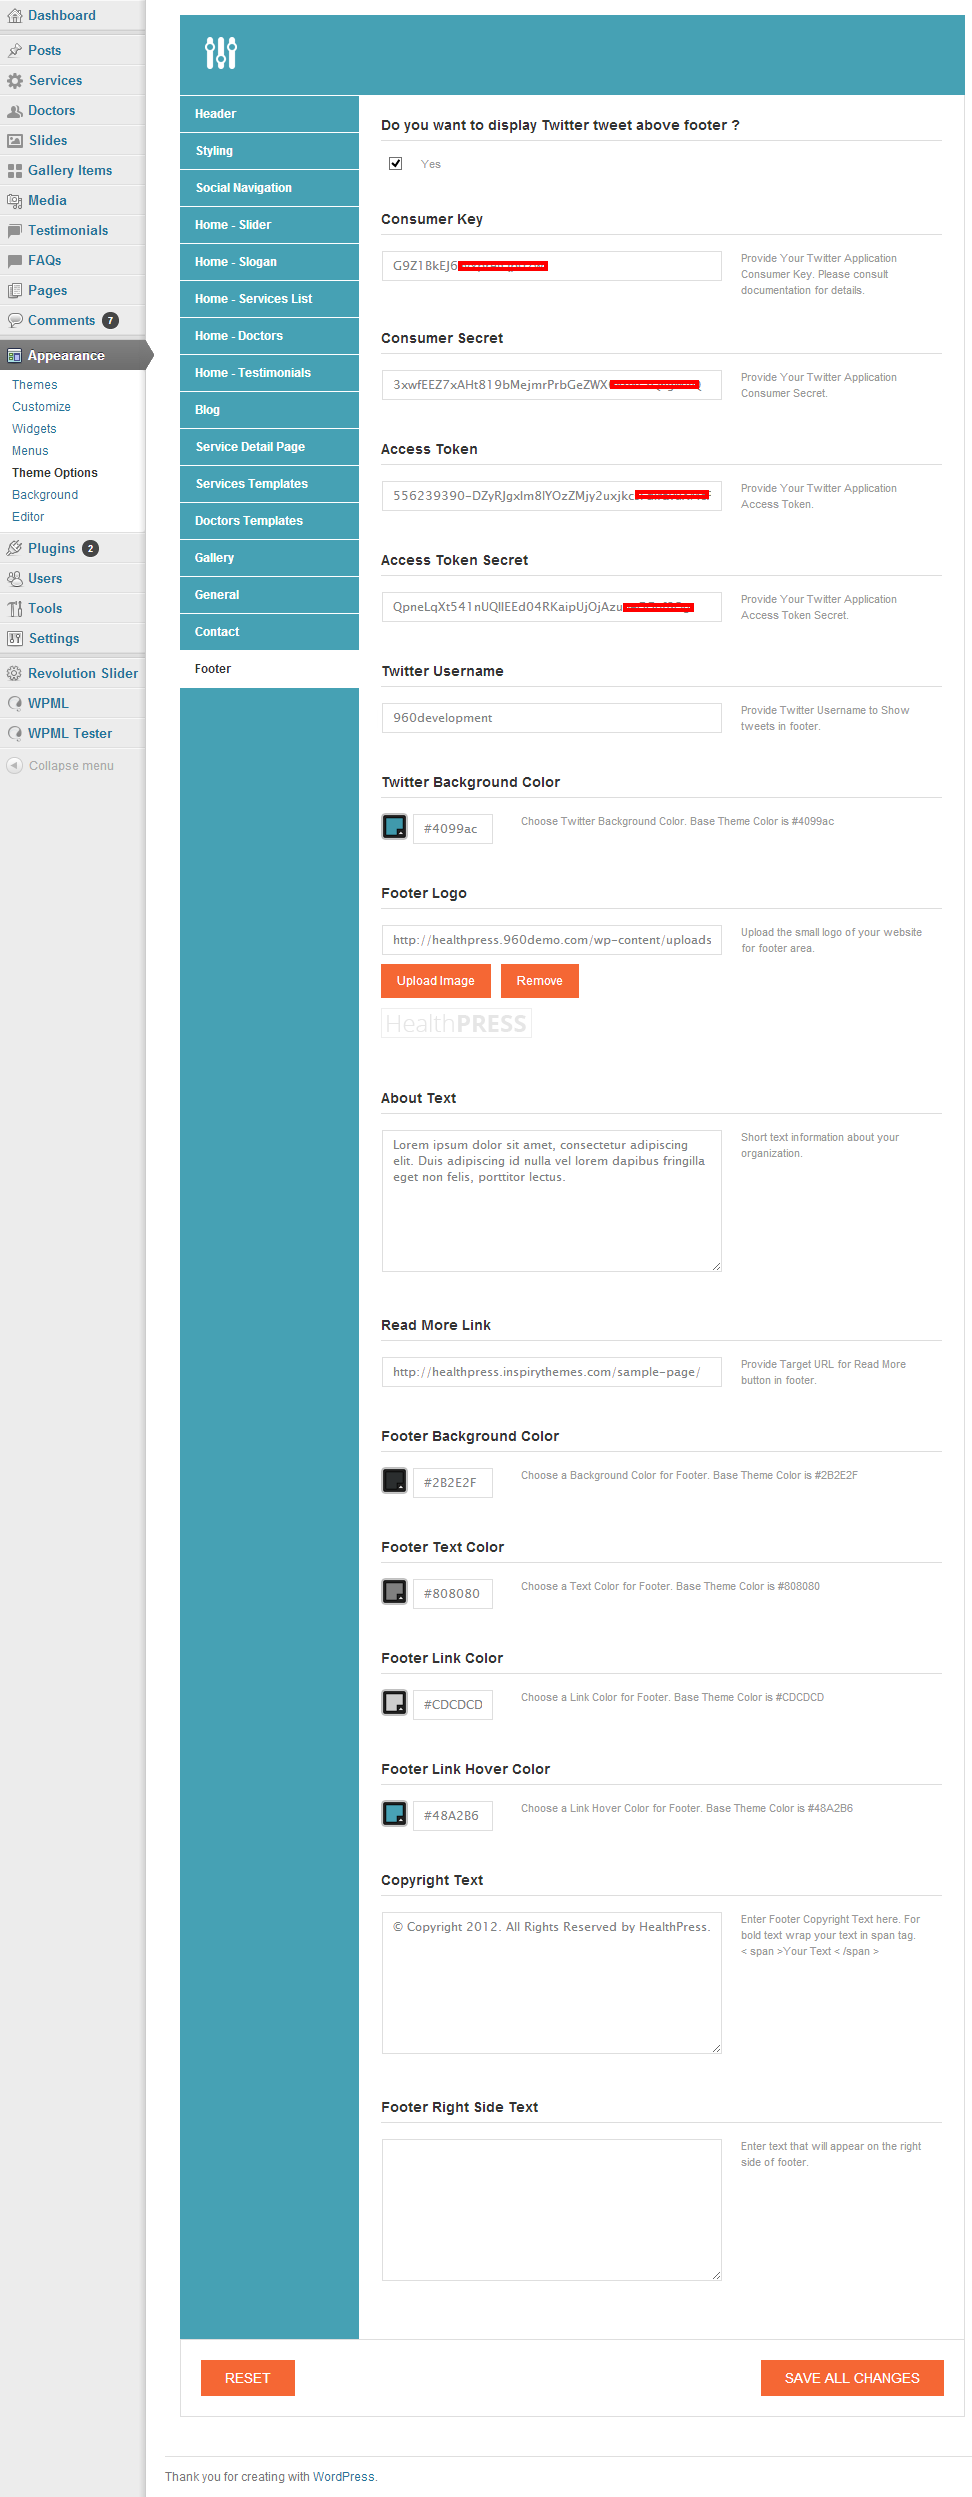 Dashboard
Posts
Services
Doctors
Slides
Gallery Items
Media
Testimonials
FAQs
Pages
Comments 7
Appearance
Themes
Customize
Widgets
Menus
Theme Options
Background
Editor
Plugins 2
Users
Tools
Settings
Revolution Slider
WPML
WPML Tester
Collapse menu
Header
Styling
Social Navigation
Home - Slider
Home - Slogan
Home - Services List
Home - Doctors
Home - Testimonials
Blog
Service Detail Page
Services Templates
Doctors Templates
Gallery
General
Contact
Footer
Do you want to display Twitter tweet above footer ?
Yes
Consumer Key
G9Z1BkEJ6
Provide Your Twitter Application
Consumer Key. Please consult
documentation for details.
Consumer Secret
3xwfEEZ7xAHt819bMejmrPrbGeZWX
Provide Your Twitter Application
Consumer Secret.
Access Token
556239390-DZyRJgxlm8lYOzZMjy2uxjkc
Provide Your Twitter Application
Access Token.
Access Token Secret
QpneLqXt541nUQIlEEd04RKaipUjOjAzu
Provide Your Twitter Application
Access Token Secret.
Twitter Username
960development
Provide Twitter Username to Show
tweets in footer.
Twitter Background Color
#4099ac
Choose Twitter Background Color. Base Theme Color is #4099ac
Footer Logo
http://healthpress.960demo.com/wp-content/uploads
Upload the small logo of your website
for footer area.
Upload Image
Remove
HealthPRESS
About Text
Lorem ipsum dolor sit amet, consectetur adipiscing
elit. Duis adipiscing id nulla vel lorem dapibus fringilla
eget non felis, porttitor lectus.
Short text information about your
organization.
Read More Link
http://healthpress.inspirythemes.com/sample-page/
Provide Target URL for Read More
button in footer.
Footer Background Color
#2B2E2F
Choose a Background Color for Footer. Base Theme Color is #2B2E2F
Footer Text Color
#808080
Choose a Text Color for Footer. Base Theme Color is #808080
Footer Link Color
#CDCDCD
Choose a Link Color for Footer. Base Theme Color is #CDCDCD
Footer Link Hover Color
#48A2B6
Choose a Link Hover Color for Footer. Base Theme Color is #48A2B6
Copyright Text
© Copyright 2012. All Rights Reserved by HealthPress.
Enter Footer Copyright Text here. For
bold text wrap your text in span tag.
< span >Your Text < /span >
Footer Right Side Text
Enter text that will appear on the right
side of footer.
RESET
SAVE ALL CHANGES
Thank you for creating with WordPress.